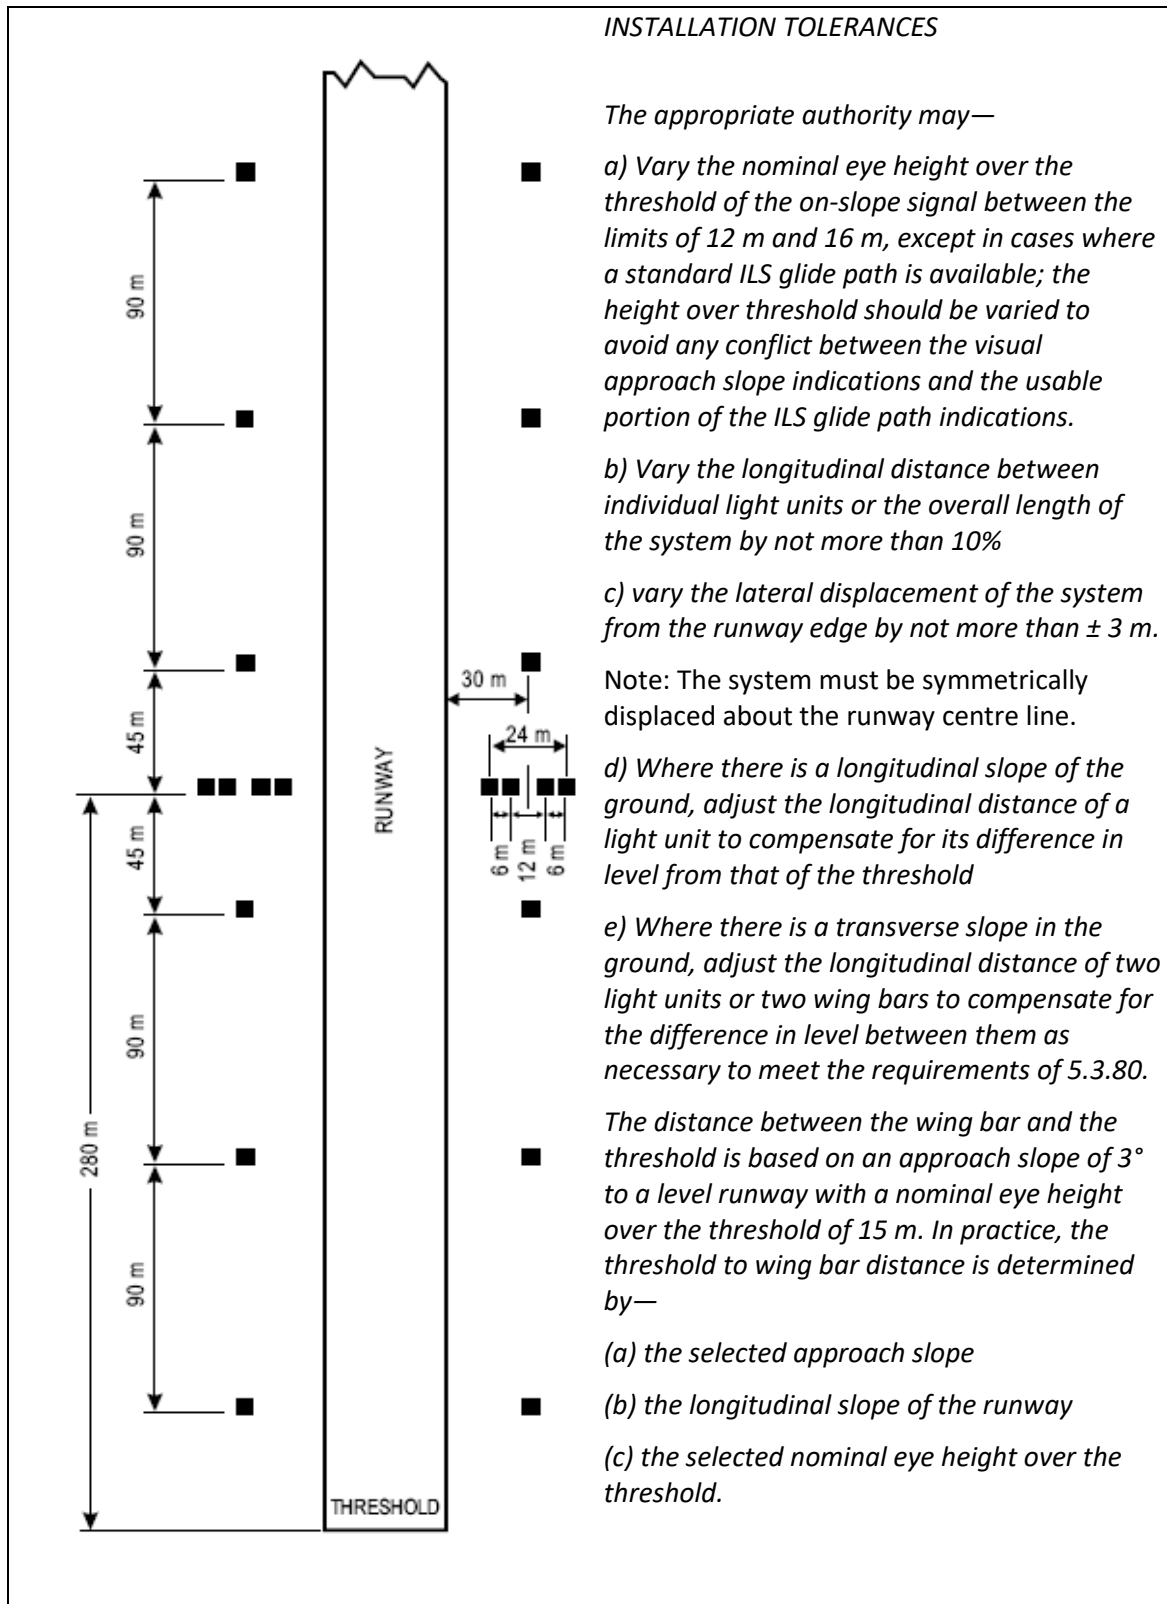 INSTALLATION TOLERANCES
The appropriate authority may—
a) Vary the nominal eye height over the
threshold of the on-slope signal between the
limits of 12 m and 16 m, except in cases where
a standard ILS glide path is available; the
height over threshold should be varied to
avoid any conflict between the visual
approach slope indications and the usable
portion of the ILS glide path indications.
b) Vary the longitudinal distance between
individual light units or the overall length of
the system by not more than 10%
c) vary the lateral displacement of the system
from the runway edge by not more than ± 3 m.
Note: The system must be symmetrically
displaced about the runway centre line.
d) Where there is a longitudinal slope of the
ground, adjust the longitudinal distance of a
light unit to compensate for its difference in
level from that of the threshold
e) Where there is a transverse slope in the
ground, adjust the longitudinal distance of two
light units or two wing bars to compensate for
the difference in level between them as
necessary to meet the requirements of 5.3.80.
The distance between the wing bar and the
threshold is based on an approach slope of 3°
to a level runway with a nominal eye height
over the threshold of 15 m. In practice, the
threshold to wing bar distance is determined
by—
(a) the selected approach slope
(b) the longitudinal slope of the runway
(c) the selected nominal eye height over the
threshold.
90 m
90 m
45 m
45 m
90 m
90 m
280 m
RUNWAY
30 m
24 m
6 m
12 m
6 m
THRESHOLD